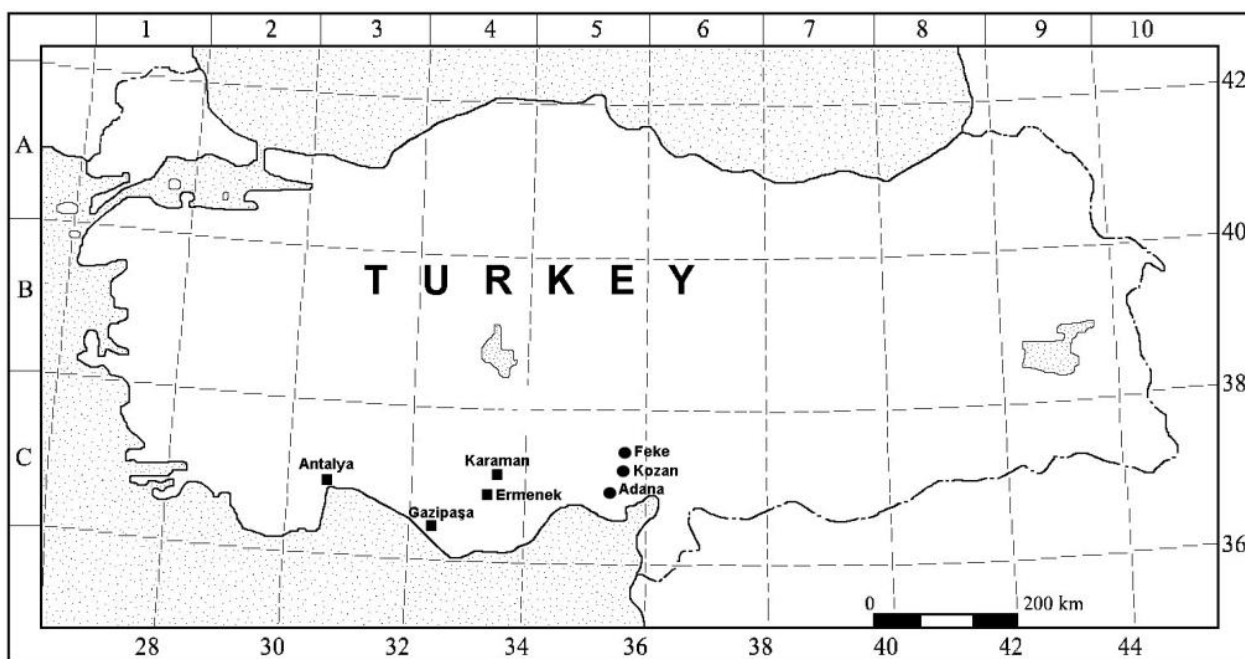 1 2 3 4 5 6 7 8 9 10
42
A
40
B
T U R K E Y
38
C
Feke
Antalya
Karaman
Kozan
Ermenek
Adana
Gazipaşa
36
0 200 km
28 30 32 34 36 38 40 42 44